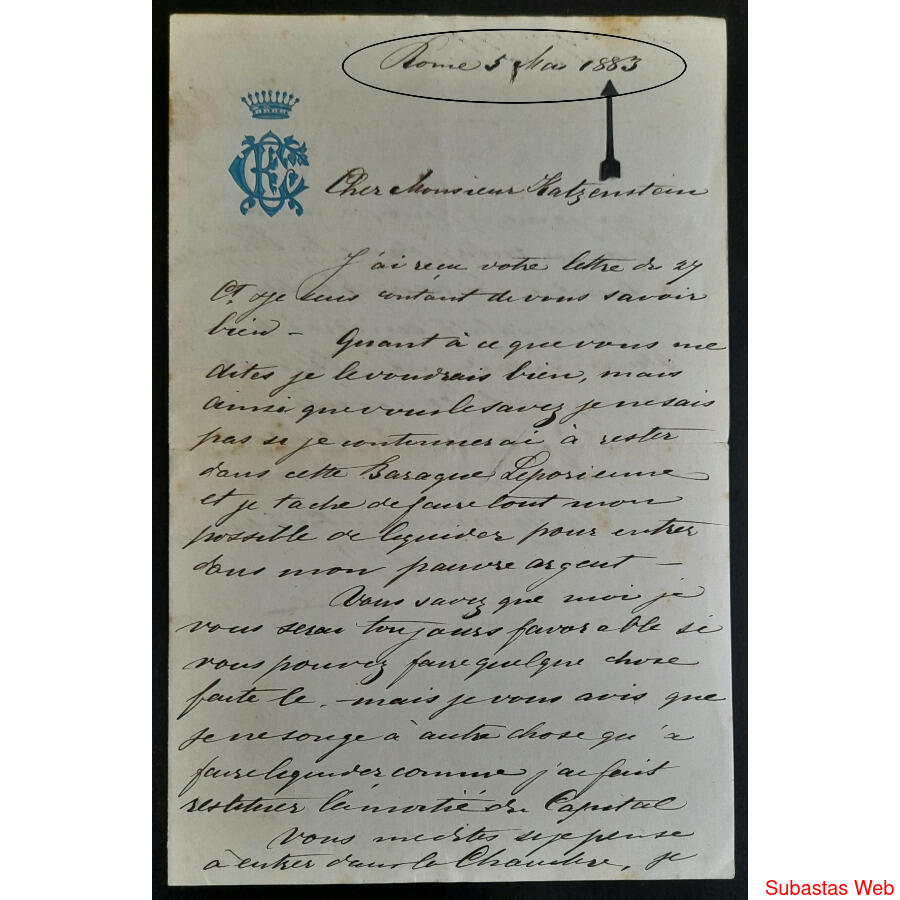 Rome 5 Mai 1883
Cher Monsieur Katzenstein
J'ai reçu votre lettre du 27
Ct & je suis contant de vous savoir
bien –
Quant à ce que vous me
dites je le voudrais bien, mais
ainsi que vous le savez je ne sais
pas si je continuerai à rester
dans cette Baraque
et je tache de faire tout mon
possible de liquider pour entrer
dans mon pauvre argent –
Vous savez que moi je
vous serai toujours favorable si
vous pouvez faire quelque chose
faite le. – mais je vous avis que
je ne songe à autre chose qu'a
faire liquider comme j'ai fait
restituer la moitié du Capital
Vous me dites si je pense
à entrer dans la Chambre, je
Subastas Web